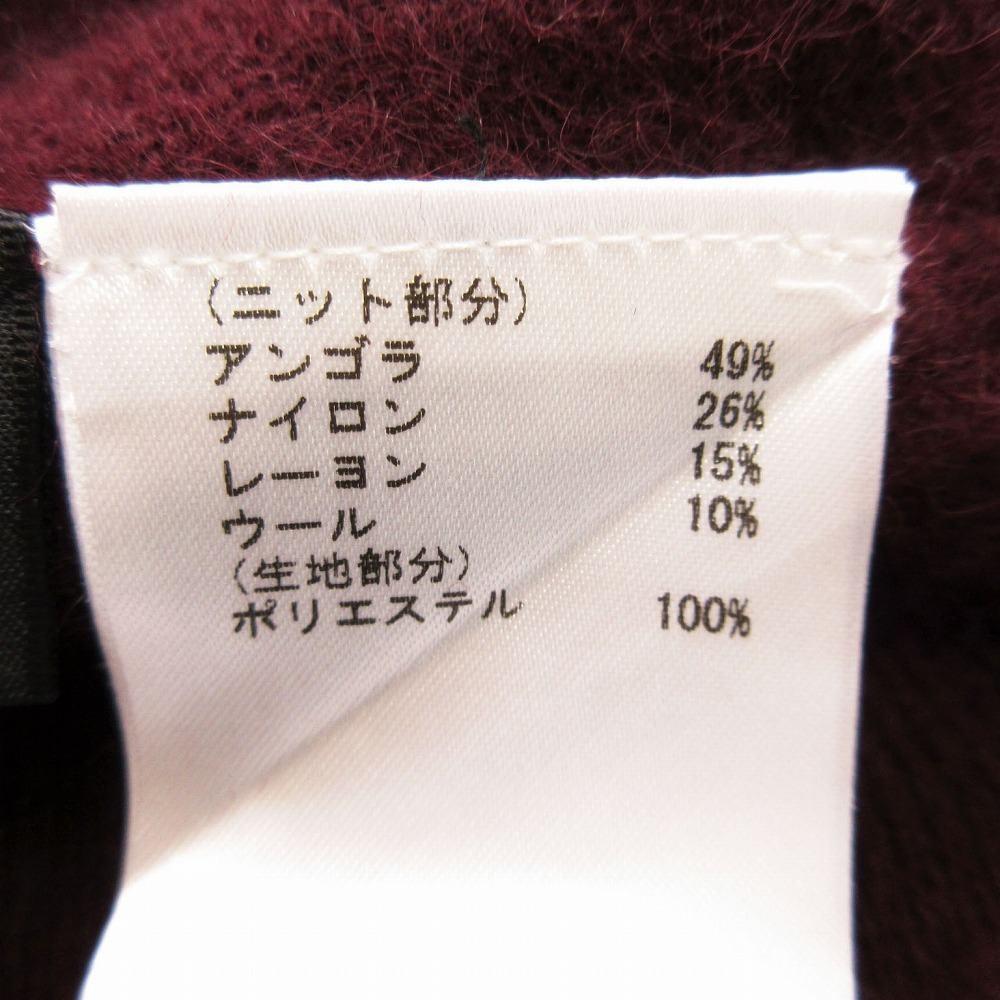 (ニット部分)
アンゴラ 49%
ナイロン 26%
レーヨン 15%
ウール 10%
(生地部分)
ポリエステル 100%